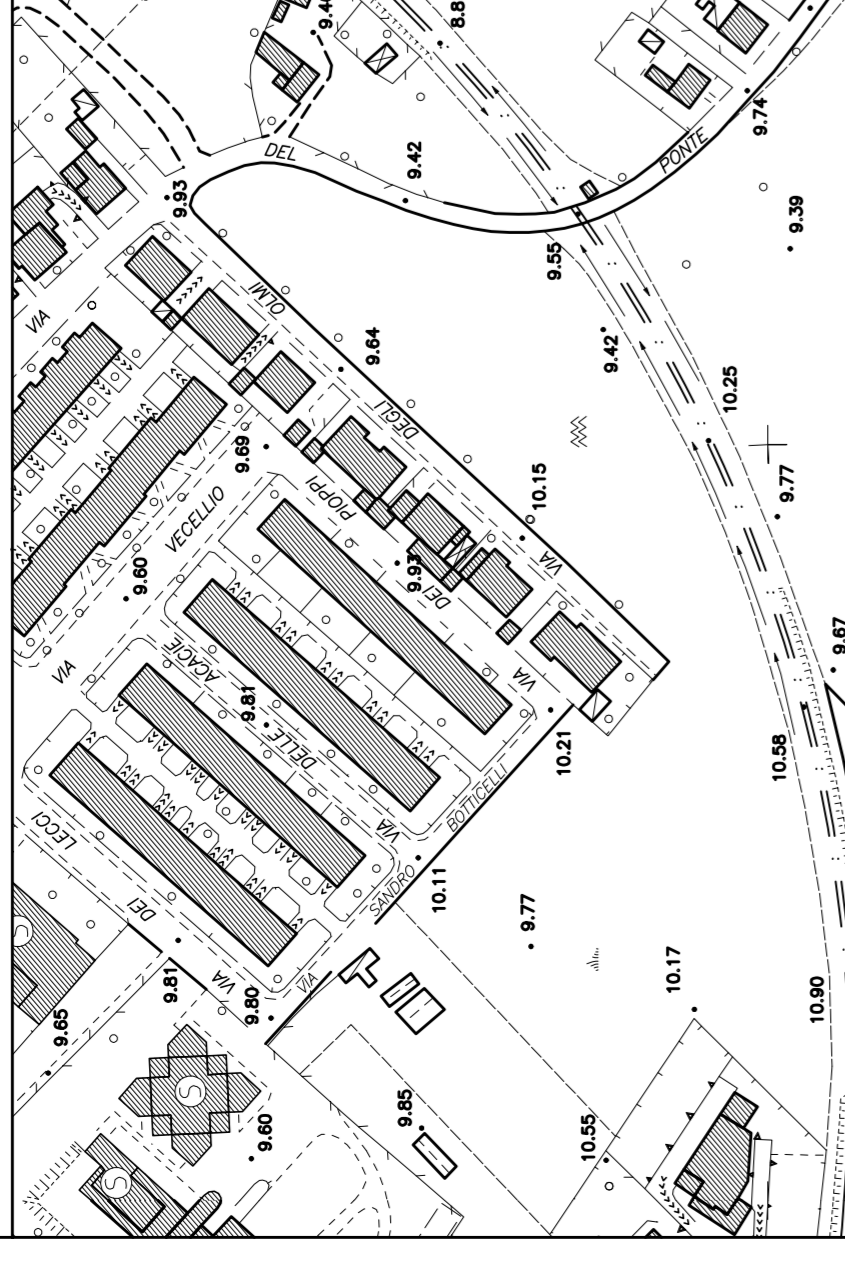 9.74
PONTE
DEL
9.42
9.93
9.39
9.55
OLMI
VIA
9.64
9.42
DEGLI
10.25
9.69
PIOPPI
VECELLIO
10.15
9.77
9.60
9.93
DEI
VIA
VIA
ACACIE
9.67
VIA
9.81
DELLE
10.21
10.58
BOTTICELLI
LECCI
VIA
SANDRO
10.11
9.77
DEI
10.17
9.81
VIA
VIA
9.80
10.90
S
9.65
S
9.85
9.60
10.55
S